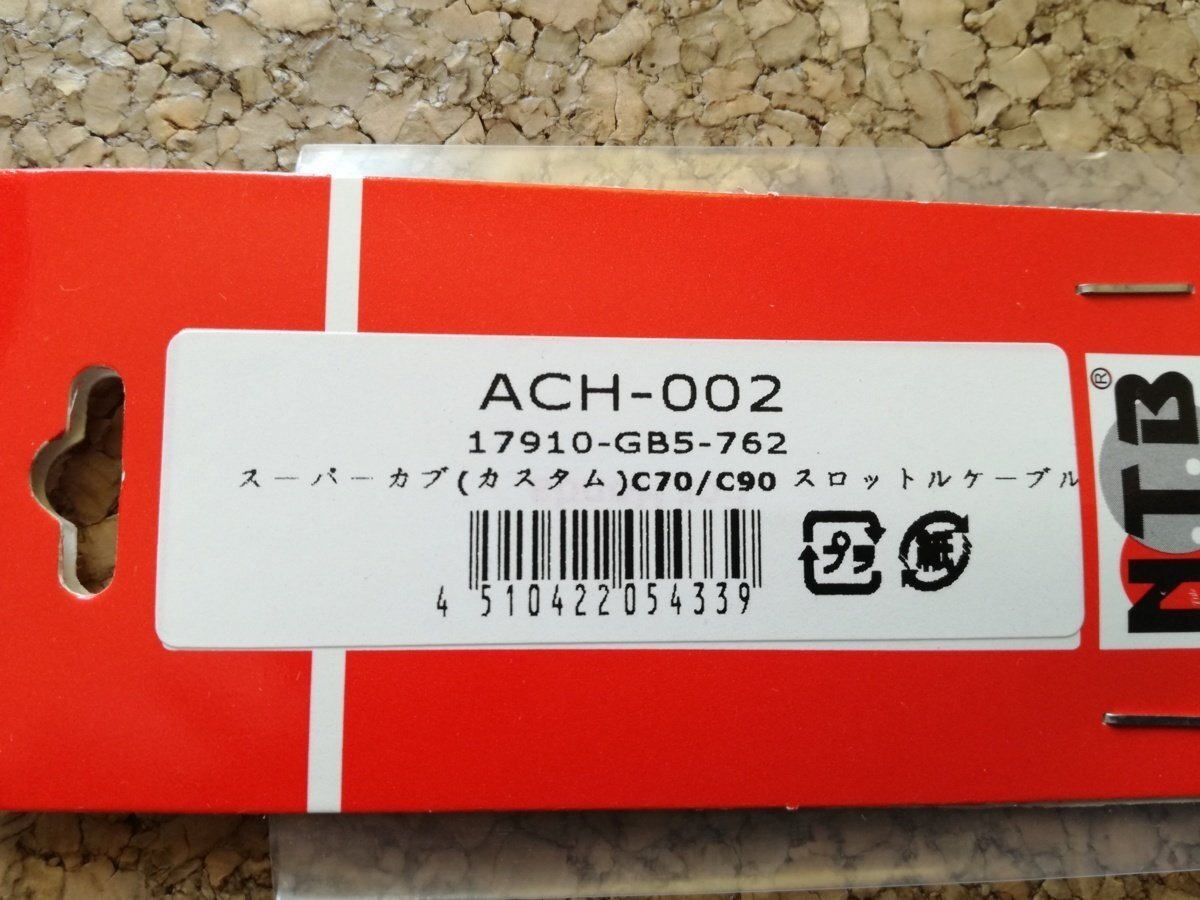 ACH-002
17910-GB5-762
スーパーカブ(カスタム)C70/C90 スロットルケーブル
4 510422 054339
プラ
紙
N.T.B
®